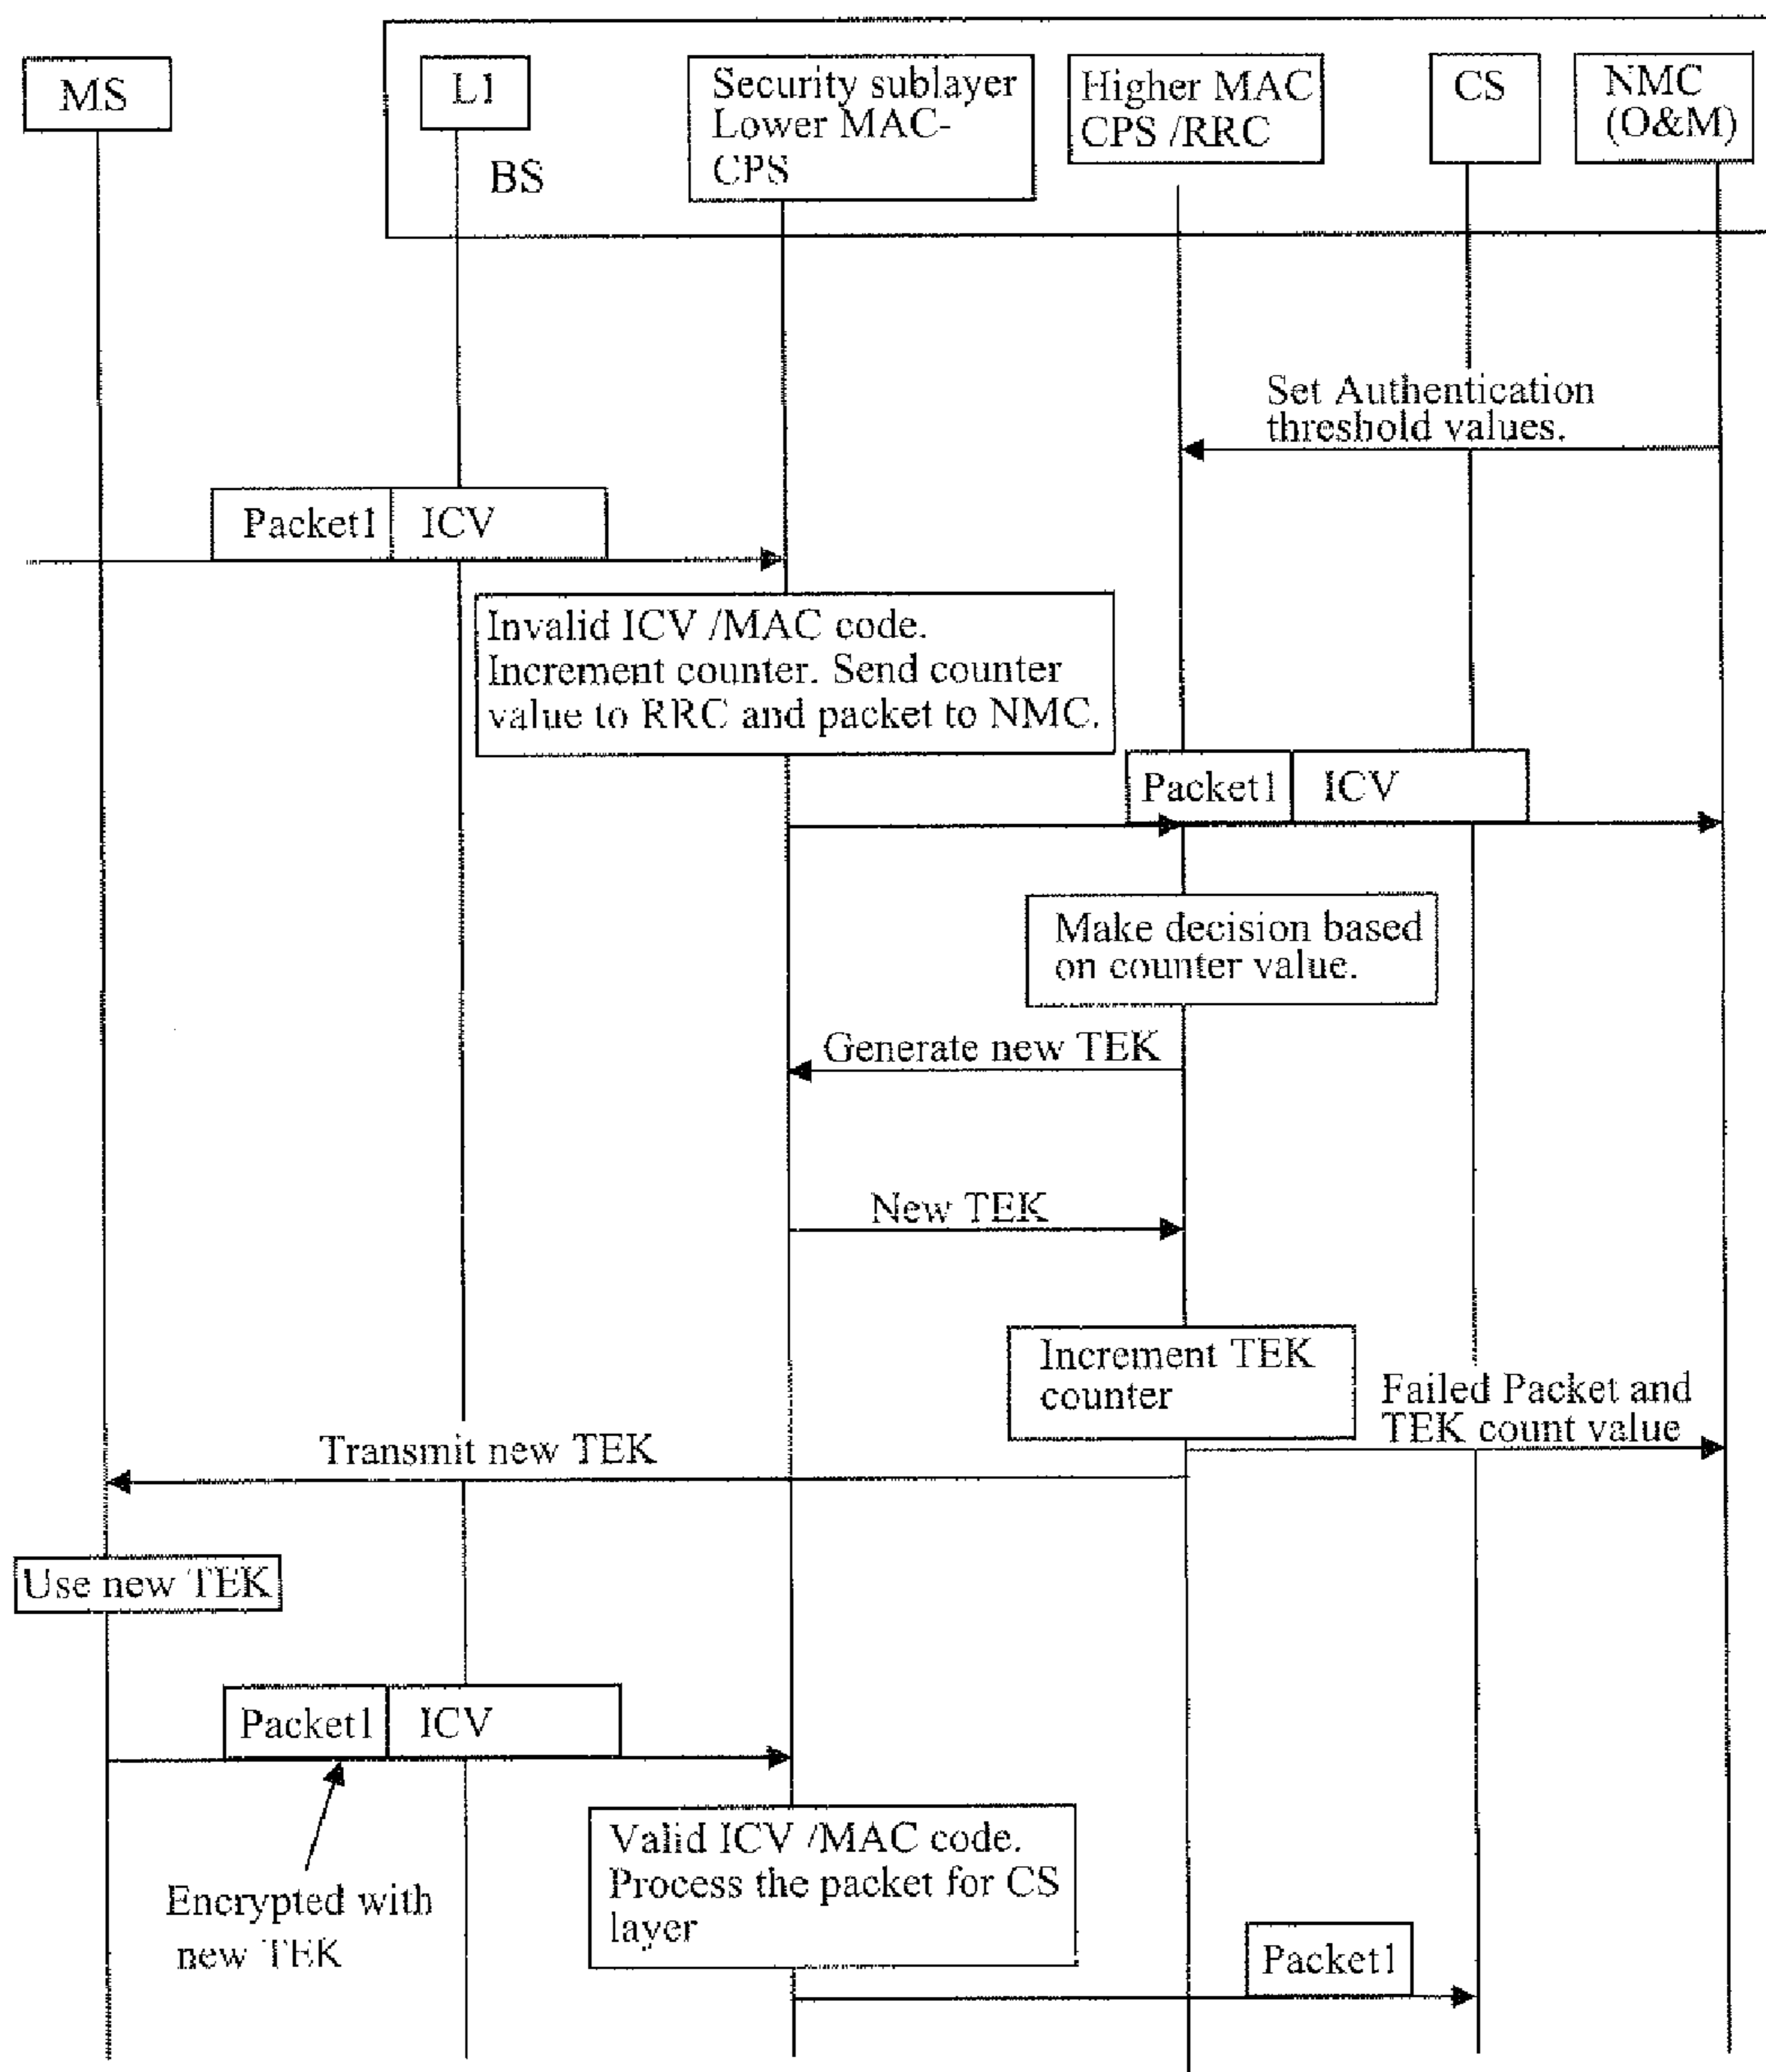 MS
L1
BS
Security sublayer
Lower MAC-
CPS
Higher MAC
CPS /RRC
CS
NMC
(O&M)
Set Authentication
threshold values.
Packet1 ICV
Invalid ICV /MAC code.
Increment counter. Send counter
value to RRC and packet to NMC.
Packet1 ICV
Make decision based
on counter value.
Generate new TEK
New TEK
Increment TEK
counter
Failed Packet and
TEK count value
Transmit new TEK
Use new TEK
Packet1 ICV
Encrypted with
new TEK
Valid ICV /MAC code.
Process the packet for CS
layer
Packet1